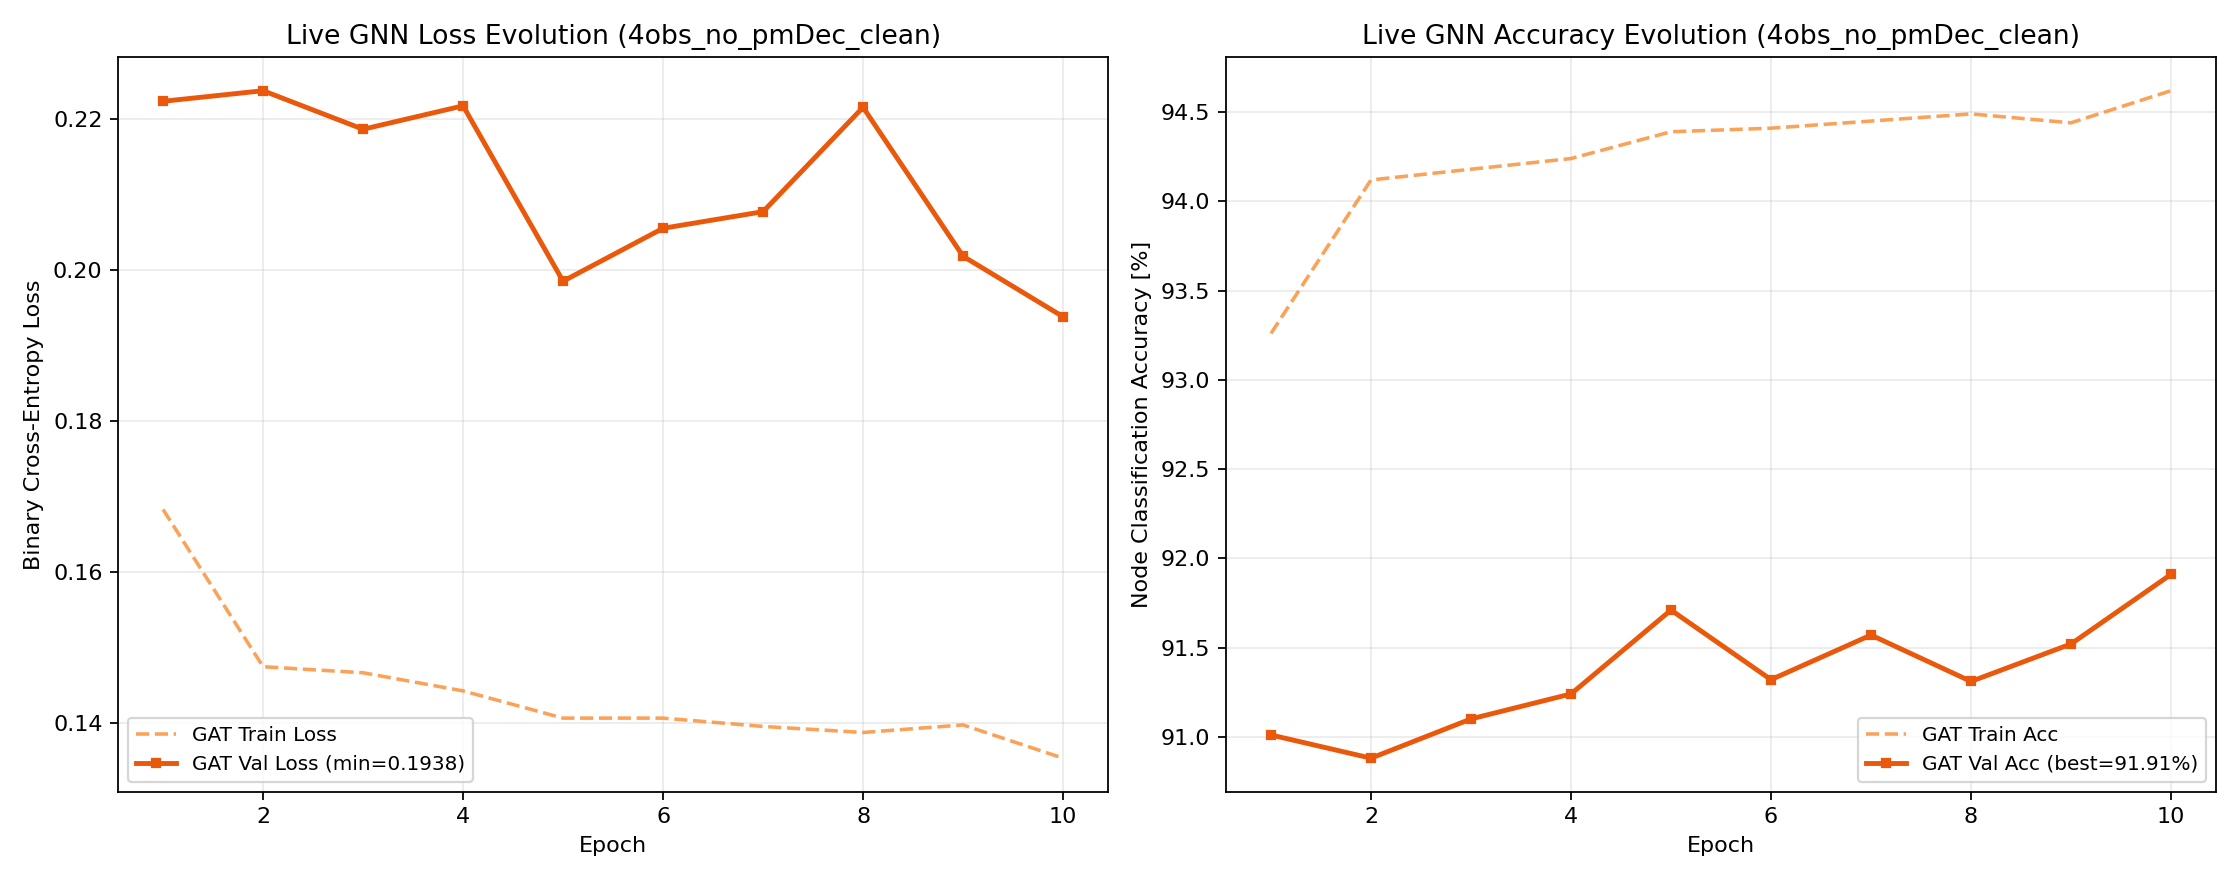 Live GNN Loss Evolution (4obs_no_pmDec_clean)
Binary Cross-Entropy Loss
0.22
0.20
0.18
0.16
0.14
GAT Train Loss
GAT Val Loss (min=0.1938)
2 4 6 8 10
Epoch
Live GNN Accuracy Evolution (4obs_no_pmDec_clean)
Node Classification Accuracy [%]
94.5
94.0
93.5
93.0
92.5
92.0
91.5
91.0
GAT Train Acc
GAT Val Acc (best=91.91%)
2 4 6 8 10
Epoch